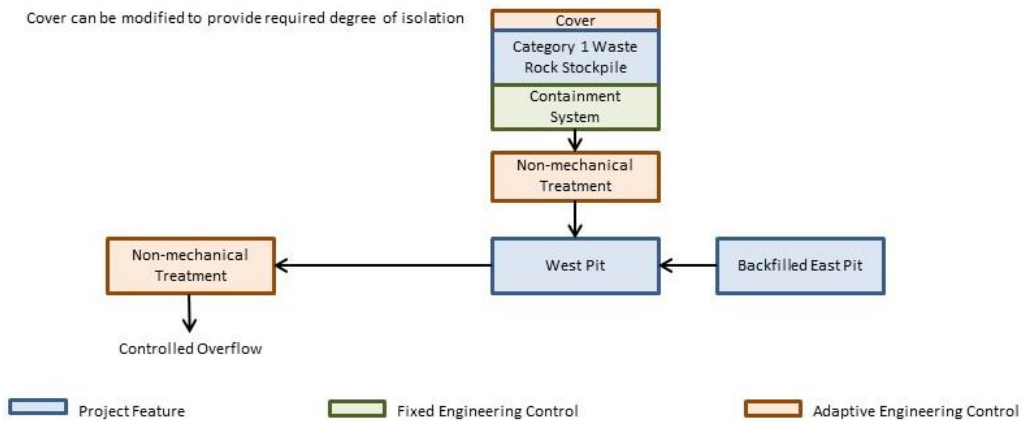 Cover can be modified to provide required degree of isolation
Cover
Category 1 Waste
Rock Stockpile
Containment
System
Non-mechanical
Treatment
Non-mechanical
Treatment
West Pit
Backfilled East Pit
Controlled Overflow
Project Feature
Fixed Engineering Control
Adaptive Engineering Control